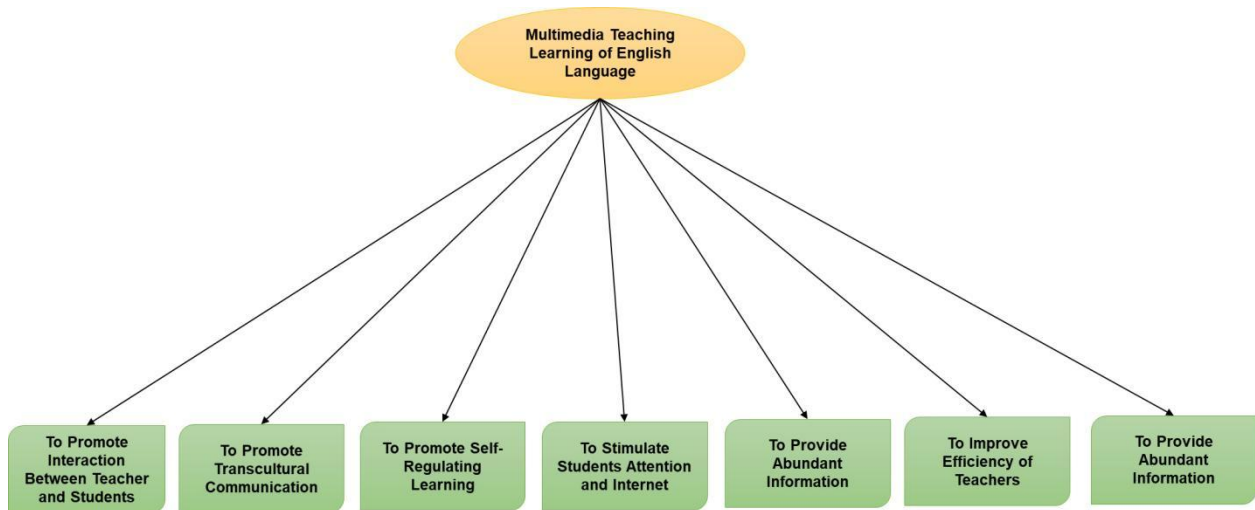 Multimedia Teaching
Learning of English
Language
To Promote
Interaction
Between Teacher
and Students
To Promote
Transcultural
Communication
To Promote Self-
Regulating
Learning
To Stimulate
Students Attention
and Internet
To Provide
Abundant
Information
To Improve
Efficiency of
Teachers
To Provide
Abundant
Information